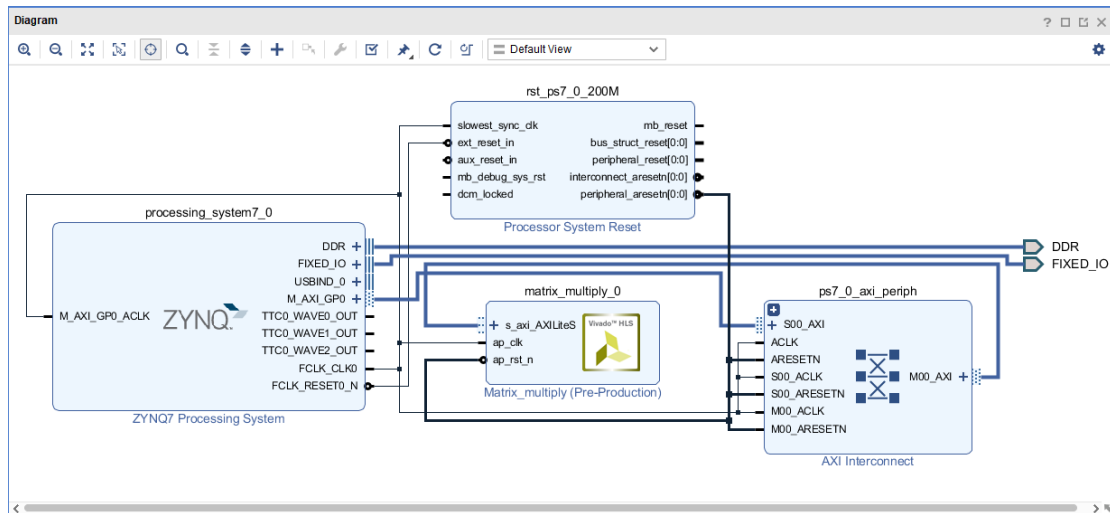 Diagram
Default View
rst_ps7_0_200M
slowest_sync_clk
ext_reset_in
aux_reset_in
mb_debug_sys_rst
dcm_locked
mb_reset
bus_struct_reset[0:0]
peripheral_reset[0:0]
interconnect_aresetn[0:0]
peripheral_aresetn[0:0]
Processor System Reset
processing_system7_0
M_AXI_GP0_ACLK
ZYNQ
DDR
FIXED_IO
USBIND_0
M_AXI_GP0
TTC0_WAVE0_OUT
TTC0_WAVE1_OUT
TTC0_WAVE2_OUT
FCLK_CLK0
FCLK_RESET0_N
ZYNQ7 Processing System
matrix_multiply_0
s_axi_AXILiteS
ap_clk
ap_rst_n
Vivado™ HLS
Matrix_multiply (Pre-Production)
ps7_0_axi_periph
S00_AXI
ACLK
ARESETN
S00_ACLK
S00_ARESETN
M00_ACLK
M00_ARESETN
M00_AXI
AXI Interconnect
DDR
FIXED_IO